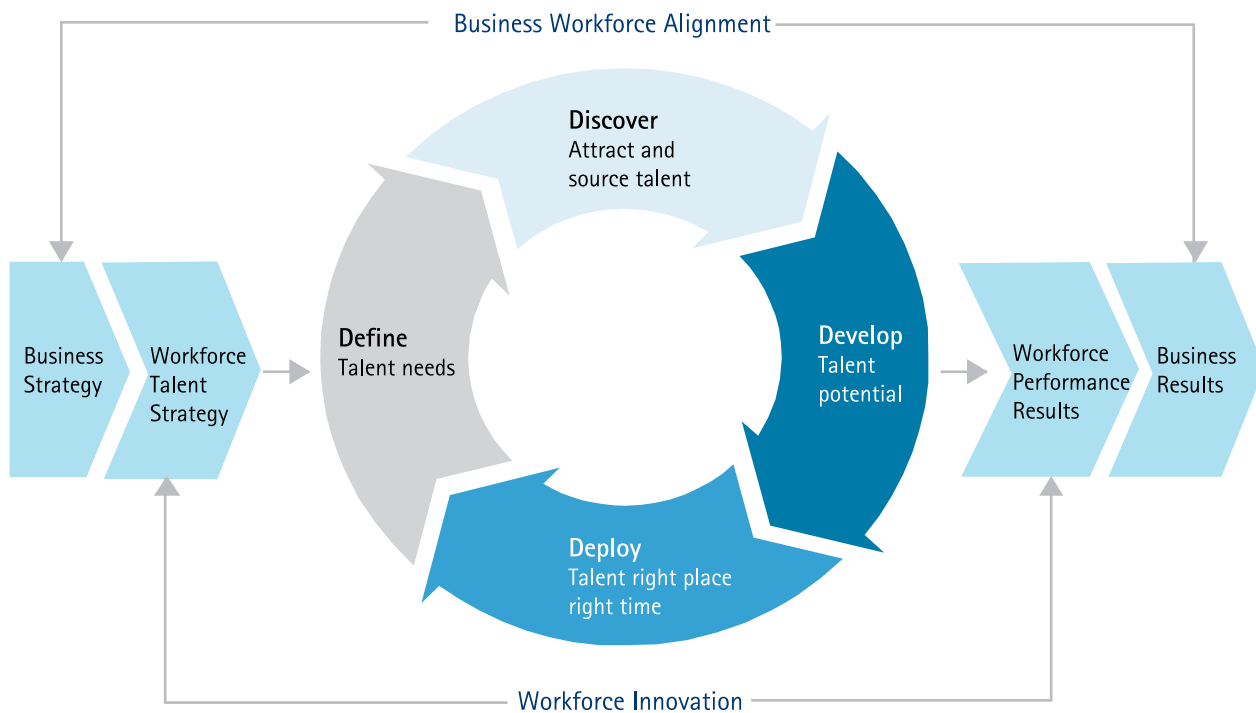 Business Workforce Alignment
Discover
Attract and
source talent
Define
Talent needs
Develop
Talent
potential
Business
Strategy
Workforce
Talent
Strategy
Workforce
Performance
Results
Business
Results
Deploy
Talent right place
right time
Workforce Innovation